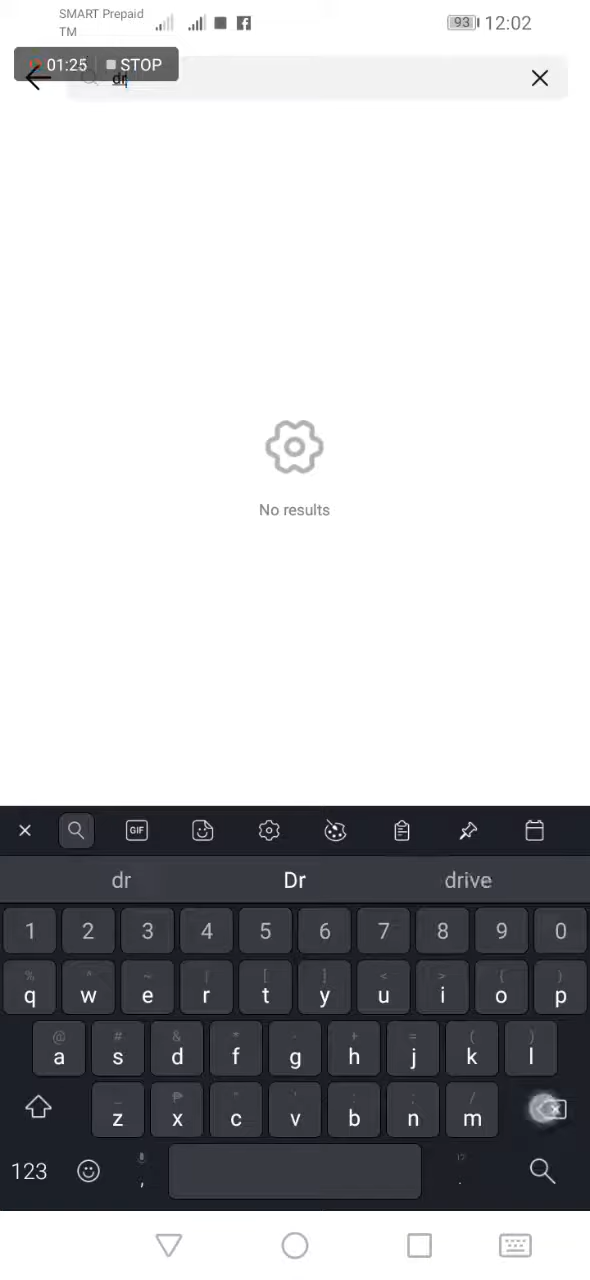 SMART Prepaid
TM
93 12:02
01:25 STOP
dr
No results
GIF
dr Dr drive
1 2 3 4 5 6 7 8 9 0
% ^ ~ | [ ] < > { }
q w e r t y u i o p
@ # & * - + = ( )
a s d f g h j k l
_ ₱ " ' : ; /
z x c v b n m
!?
123 , .